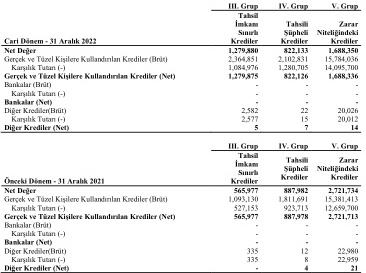 III. Grup IV. Grup V. Grup
Tahsil
İmkanı Tahsili Zarar
Sınırlı Şüpheli Niteliğindeki
Cari Dönem - 31 Aralık 2022 Krediler Krediler Krediler
Net Değer 1,279,880 822,133 1,688,350
Gerçek ve Tüzel Kişilere Kullandırılan Krediler (Brüt) 2,364,851 2,102,831 15,784,036
Karşılık Tutarı (-) 1,084,976 1,280,705 14,095,700
Gerçek ve Tüzel Kişilere Kullandırılan Krediler (Net) 1,279,875 822,126 1,688,336
Bankalar (Brüt) - - -
Karşılık Tutarı (-) - - -
Bankalar (Net) - - -
Diğer Krediler(Brüt) 2,582 22 20,026
Karşılık Tutarı (-) 2,577 15 20,012
Diğer Krediler (Net) 5 7 14
III. Grup IV. Grup V. Grup
Tahsil
İmkanı Tahsili Zarar
Sınırlı Şüpheli Niteliğindeki
Önceki Dönem - 31 Aralık 2021 Krediler Krediler Krediler
Net Değer 565,977 887,982 2,721,734
Gerçek ve Tüzel Kişilere Kullandırılan Krediler (Brüt) 1,093,130 1,811,691 15,381,413
Karşılık Tutarı (-) 527,153 923,713 12,659,700
Gerçek ve Tüzel Kişilere Kullandırılan Krediler (Net) 565,977 887,978 2,721,713
Bankalar (Brüt) - - -
Karşılık Tutarı (-) - - -
Bankalar (Net) - - -
Diğer Krediler(Brüt) 335 12 22,980
Karşılık Tutarı (-) 335 8 22,959
Diğer Krediler (Net) - 4 21